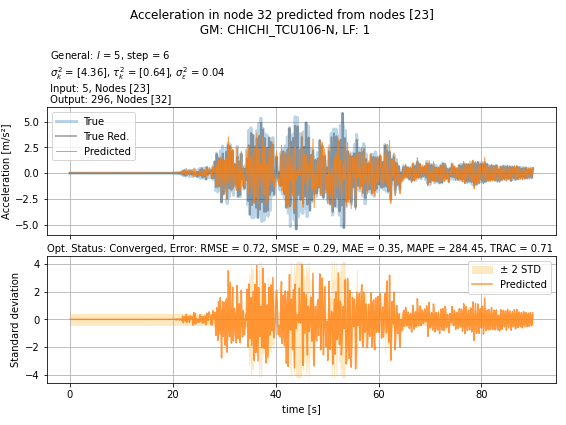 Acceleration in node 32 predicted from nodes [23]
GM: CHICHI_TCU106-N, LF: 1
General: l = 5, step = 6
σ²ₖ = [4.36], τ²ₖ = [0.64], σ²ε = 0.04
Input: 5, Nodes [23]
Output: 296, Nodes [32]
Acceleration [m/s²]
5.0
2.5
0.0
−2.5
−5.0
True
True Red.
Predicted
Opt. Status: Converged, Error: RMSE = 0.72, SMSE = 0.29, MAE = 0.35, MAPE = 284.45, TRAC = 0.71
Standard deviation
4
2
0
−2
−4
± 2 STD
Predicted
0
20
40
60
80
time [s]